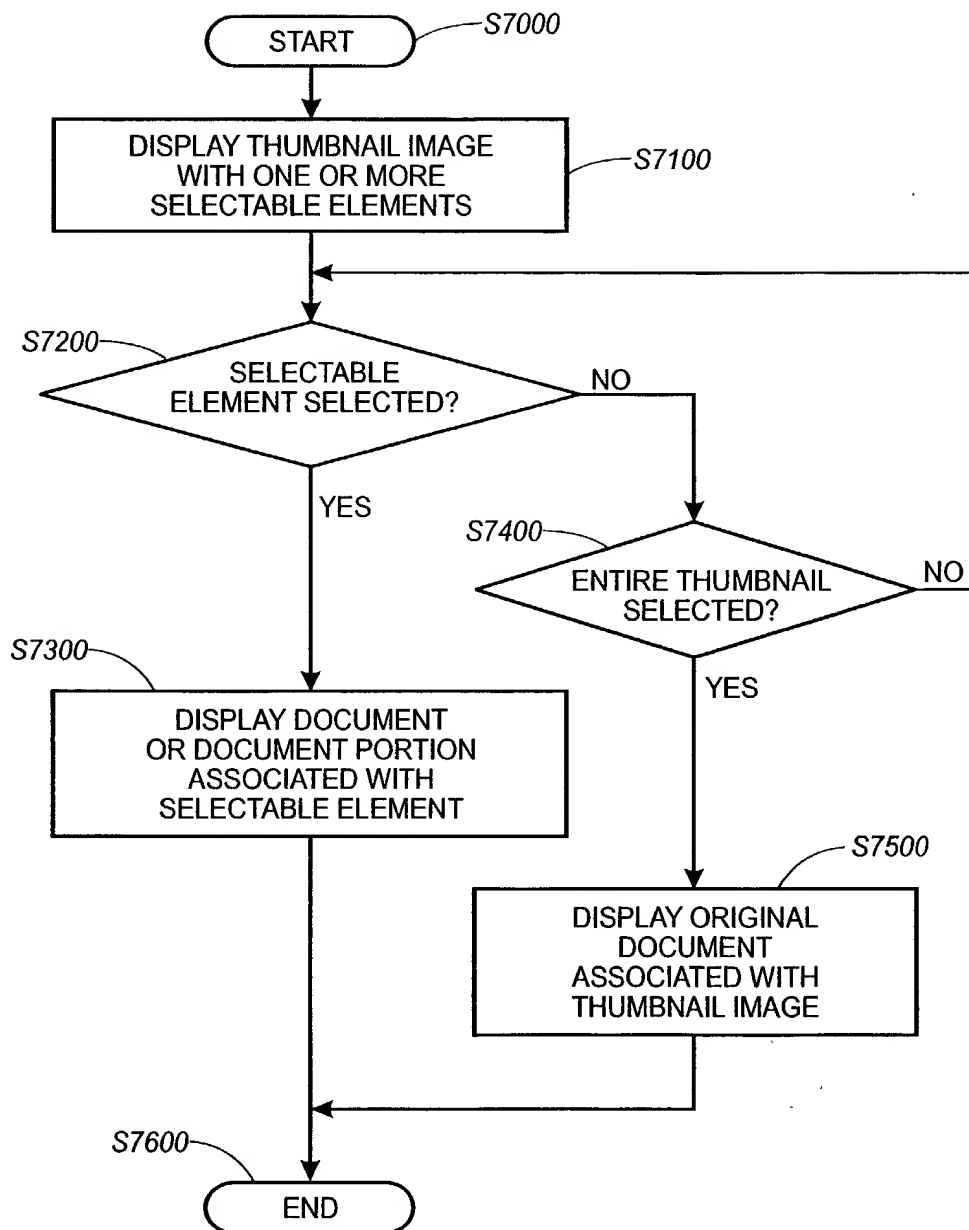 START
S7000
DISPLAY THUMBNAIL IMAGE
WITH ONE OR MORE
SELECTABLE ELEMENTS
S7100
S7200
SELECTABLE
ELEMENT SELECTED?
NO
YES
S7400
ENTIRE THUMBNAIL
SELECTED?
NO
YES
S7300
DISPLAY DOCUMENT
OR DOCUMENT PORTION
ASSOCIATED WITH
SELECTABLE ELEMENT
S7500
DISPLAY ORIGINAL
DOCUMENT
ASSOCIATED WITH
THUMBNAIL IMAGE
S7600
END